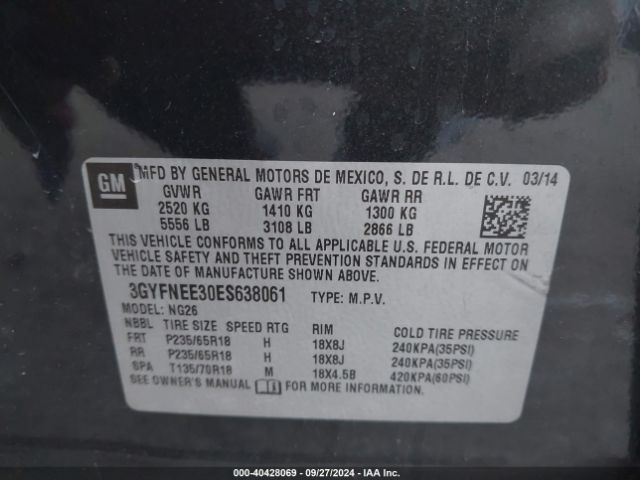 GM MFD BY GENERAL MOTORS DE MEXICO, S. DE R.L. DE C.V. 03/14
GVWR GAWR FRT GAWR RR
2520 KG 1410 KG 1300 KG
5556 LB 3108 LB 2866 LB
THIS VEHICLE CONFORMS TO ALL APPLICABLE U.S. FEDERAL MOTOR
VEHICLE SAFETY AND THEFT PREVENTION STANDARDS IN EFFECT ON
THE DATE OF MANUFACTURE SHOWN ABOVE.
3GYFNEE30ES638061 TYPE: M.P.V.
MODEL: NG26
NBBL TIRE SIZE SPEED RTG RIM COLD TIRE PRESSURE
FRT P235/65R18 H 18X8J 240KPA(35PSI)
RR P235/65R18 H 18X8J 240KPA(35PSI)
SPA T135/70R18 M 18X4.5B 420KPA(60PSI)
SEE OWNER'S MANUAL FOR MORE INFORMATION.
000-40428069 - 09/27/2024 - IAA Inc.